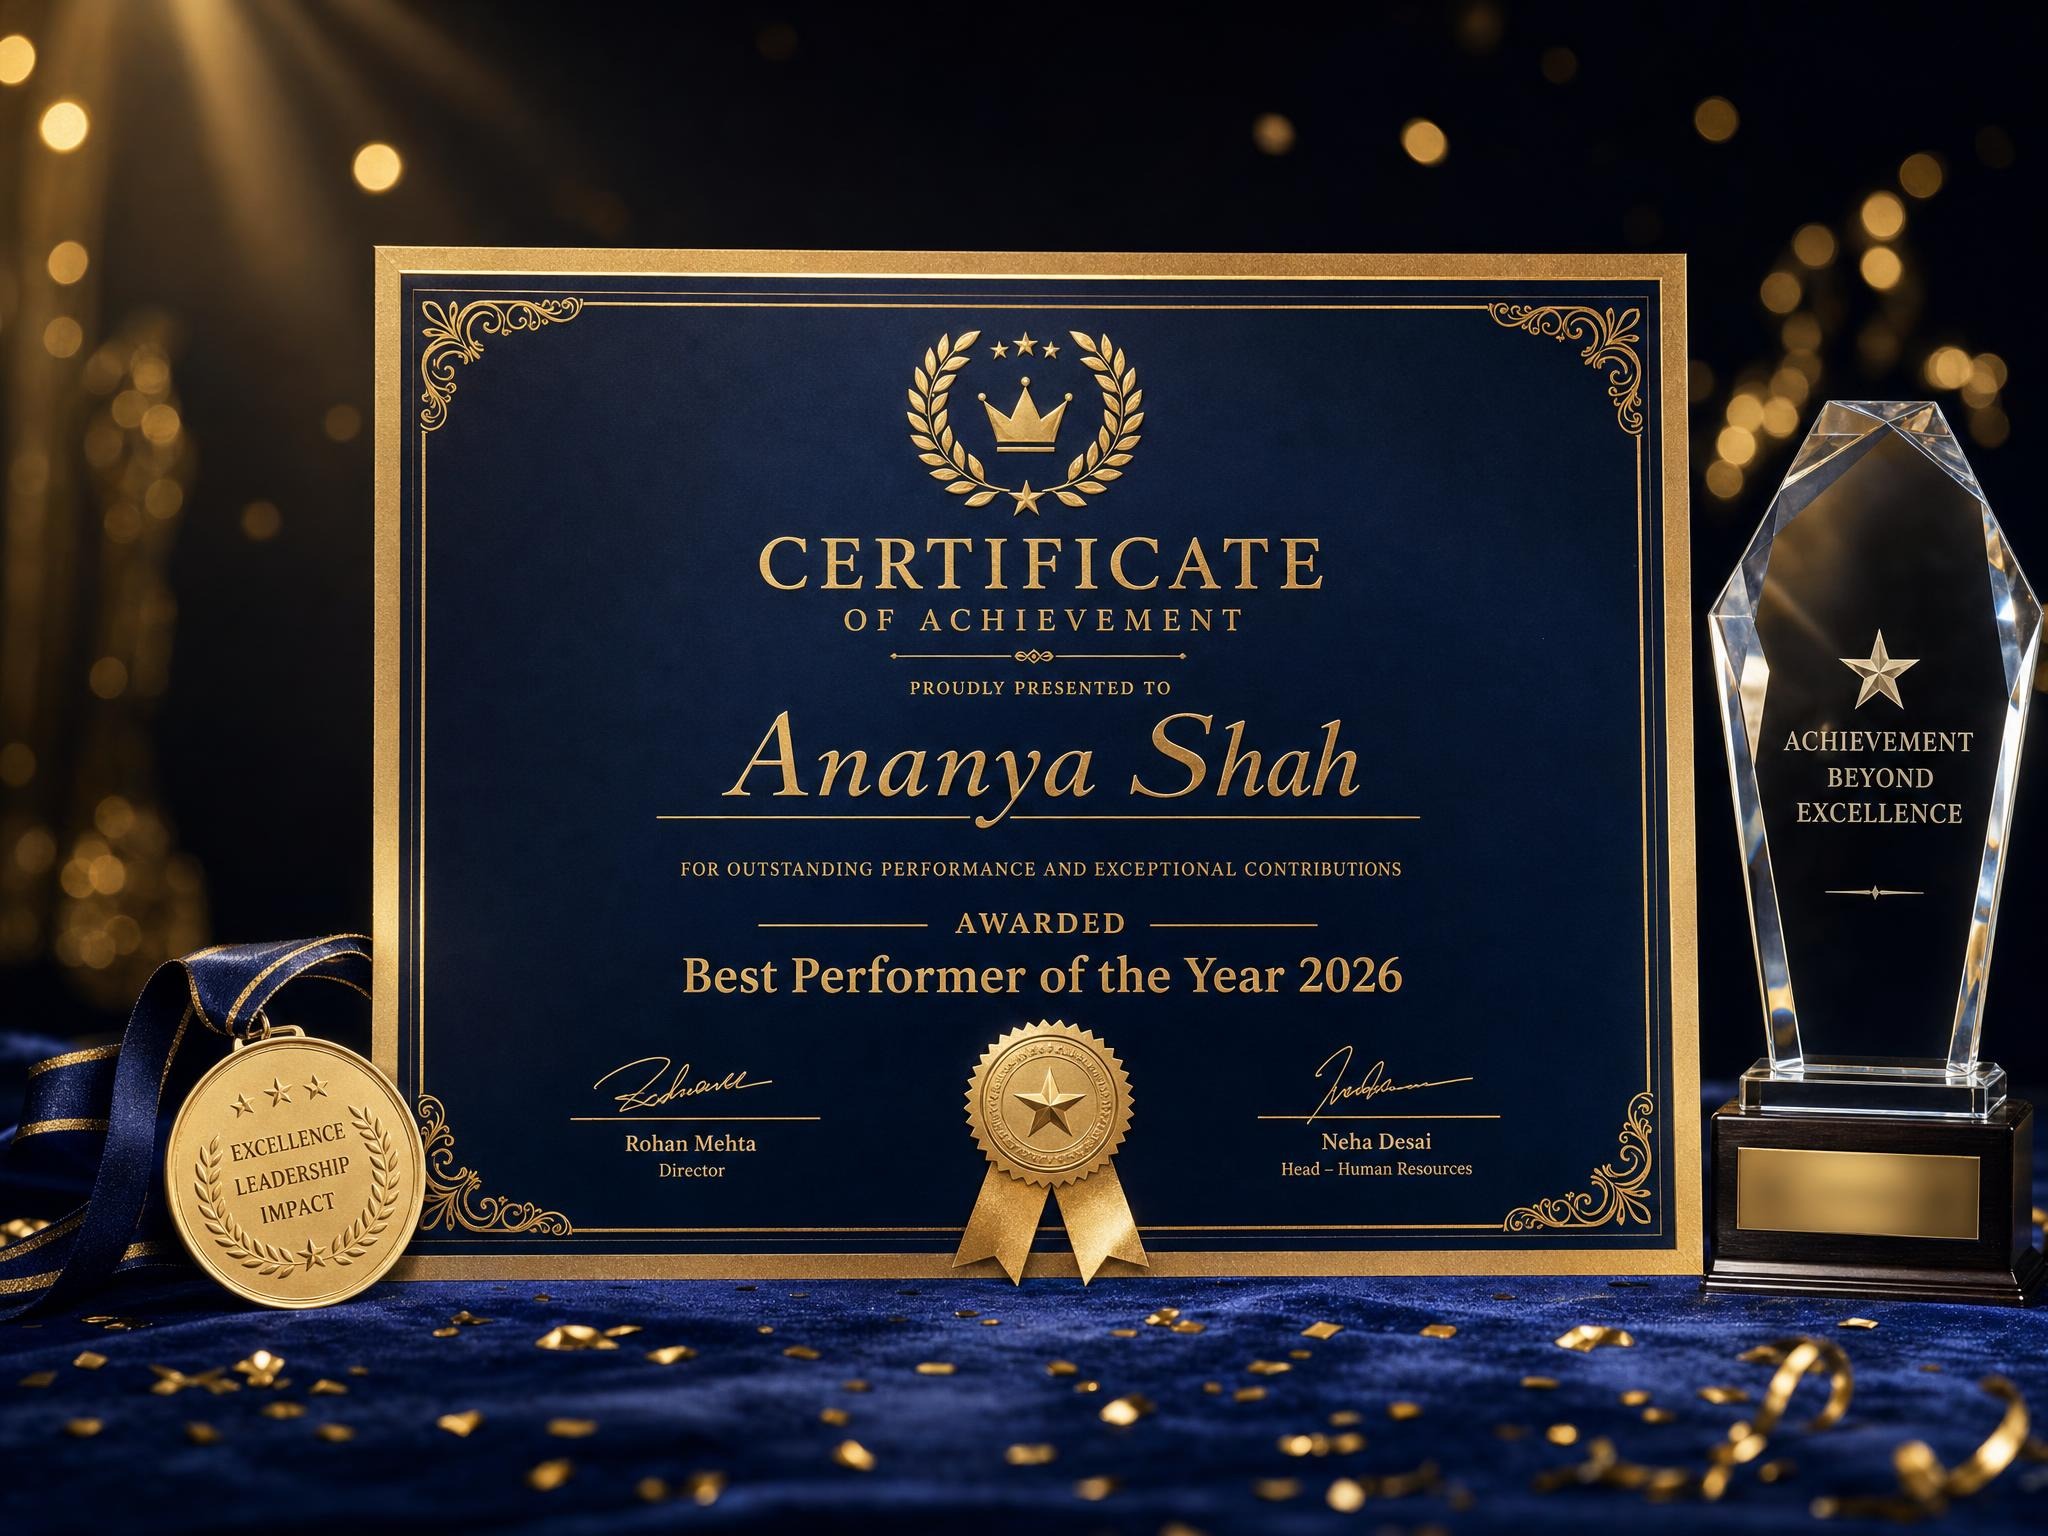 CERTIFICATE
OF ACHIEVEMENT
PROUDLY PRESENTED TO
Ananya Shah
FOR OUTSTANDING PERFORMANCE AND EXCEPTIONAL CONTRIBUTIONS
AWARDED
Best Performer of the Year 2026
Rohan Mehta
Director
Neha Desai
Head – Human Resources
EXCELLENCE
LEADERSHIP
IMPACT
ACHIEVEMENT
BEYOND
EXCELLENCE